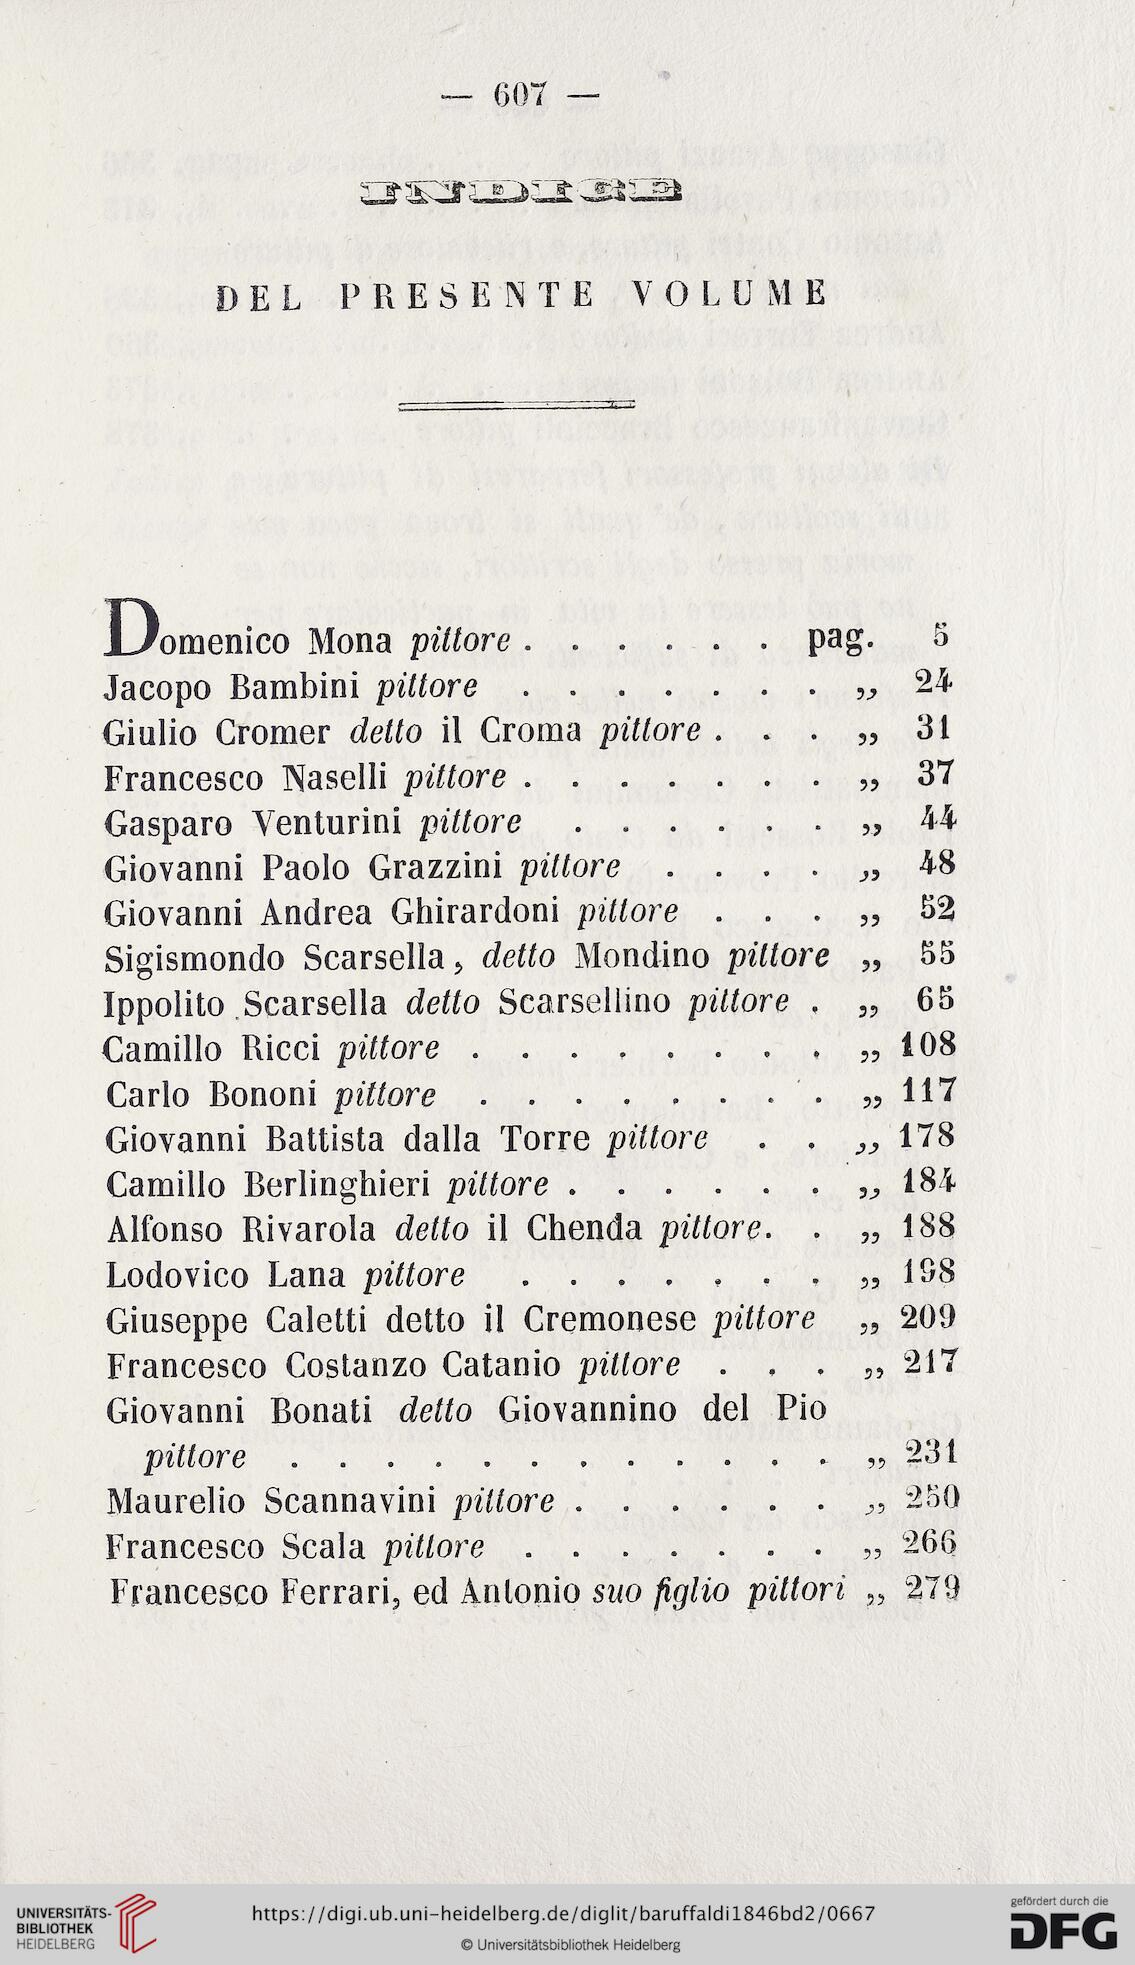 — 607 —
INDICE
DEL PRESENTE VOLUME
Domenico Mona pittore . . . . . . pag. 5
Jacopo Bambini pittore . . . . . . . „ 24
Giulio Cromer detto il Croma pittore . . . „ 31
Francesco Naselli pittore . . . . . . . „ 37
Gasparo Venturini pittore . . . . . . „ 44
Giovanni Paolo Grazzini pittore . . . . „ 48
Giovanni Andrea Ghirardoni pittore . . . „ 52
Sigismondo Scarsella, detto Mondino pittore „ 55
Ippolito Scarsella detto Scarsellino pittore . „ 65
Camillo Ricci pittore . . . . . . . . „ 108
Carlo Bononi pittore . . . . . . . . „ 117
Giovanni Battista dalla Torre pittore . . „ 178
Camillo Berlinghieri pittore . . . . . . „ 184
Alfonso Rivarola detto il Chenda pittore. . „ 188
Lodovico Lana pittore . . . . . . . „ 198
Giuseppe Caletti detto il Cremonese pittore „ 209
Francesco Costanzo Catanio pittore . . . „ 217
Giovanni Bonati detto Giovannino del Pio
pittore . . . . . . . . . . . . „ 231
Maurelio Scannavini pittore . . . . . . „ 250
Francesco Scala pittore . . . . . . . „ 266
Francesco Ferrari, ed Antonio suo figlio pittori „ 279
UNIVERSITÄTS-
BIBLIOTHEK
HEIDELBERG
https://digi.ub.uni-heidelberg.de/diglit/baruffaldi1846bd2/0667
© Universitätsbibliothek Heidelberg
gefördert durch die
DFG